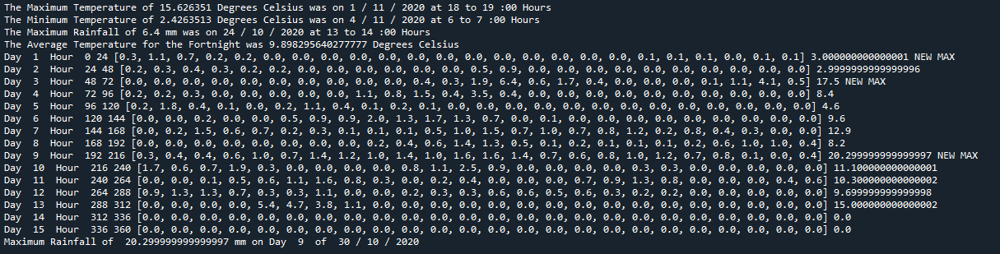 The Maximum Temperature of 15.626351 Degrees Celsius was on 1 / 11 / 2020 at 18 to 19 :00 Hours
The Minimum Temperature of 2.4263513 Degrees Celsius was on 4 / 11 / 2020 at 6 to 7 :00 Hours
The Maximum Rainfall of 6.4 mm was on 24 / 10 / 2020 at 13 to 14 :00 Hours
The Average Temperature for the Fortnight was 9.898295640277777 Degrees Celsius
Day  1  Hour  0 24 [0.3, 1.1, 0.7, 0.2, 0.2, 0.0, 0.0, 0.0, 0.0, 0.0, 0.0, 0.0, 0.0, 0.0, 0.0, 0.0, 0.0, 0.1, 0.1, 0.1, 0.0, 0.1, 0.1] 3.000000000000001 NEW MAX
Day  2  Hour  24 48 [0.2, 0.3, 0.4, 0.3, 0.2, 0.2, 0.0, 0.0, 0.0, 0.0, 0.0, 0.0, 0.5, 0.9, 0.0, 0.0, 0.0, 0.0, 0.0, 0.0, 0.0, 0.0, 0.0] 2.9999999999999996
Day  3  Hour  48 72 [0.0, 0.0, 0.0, 0.0, 0.0, 0.0, 0.0, 0.0, 0.0, 0.4, 0.3, 1.9, 6.4, 0.6, 1.7, 0.4, 0.0, 0.0, 0.0, 0.1, 1.1, 4.1, 0.5] 17.5 NEW MAX
Day  4  Hour  72 96 [0.2, 0.2, 0.3, 0.0, 0.0, 0.0, 0.0, 0.0, 1.1, 0.8, 1.5, 0.4, 3.5, 0.4, 0.0, 0.0, 0.0, 0.0, 0.0, 0.0, 0.0, 0.0, 0.0] 8.4
Day  5  Hour  96 120 [0.2, 1.8, 0.4, 0.1, 0.0, 0.2, 1.1, 0.4, 0.1, 0.2, 0.1, 0.0, 0.0, 0.0, 0.0, 0.0, 0.0, 0.0, 0.0, 0.0, 0.0, 0.0, 0.0] 4.6
Day  6  Hour  120 144 [0.0, 0.0, 0.2, 0.0, 0.0, 0.5, 0.9, 0.9, 2.0, 1.3, 1.7, 1.3, 0.7, 0.0, 0.1, 0.0, 0.0, 0.0, 0.0, 0.0, 0.0, 0.0, 0.0] 9.6
Day  7  Hour  144 168 [0.0, 0.2, 1.5, 0.6, 0.7, 0.2, 0.3, 0.1, 0.1, 0.1, 0.5, 1.0, 1.5, 0.7, 1.0, 0.7, 0.8, 1.2, 0.2, 0.8, 0.4, 0.3, 0.0, 0.0] 12.9
Day  8  Hour  168 192 [0.0, 0.0, 0.0, 0.0, 0.0, 0.0, 0.0, 0.2, 0.4, 0.6, 1.4, 1.3, 0.5, 0.1, 0.2, 0.1, 0.1, 0.1, 0.2, 0.6, 1.0, 1.0, 0.4] 8.2
Day  9  Hour  192 216 [0.3, 0.4, 0.4, 0.6, 1.0, 0.7, 1.4, 1.2, 1.0, 1.4, 1.0, 1.6, 1.6, 1.4, 0.7, 0.6, 0.8, 1.0, 1.2, 0.7, 0.8, 0.1, 0.0, 0.4] 20.299999999999997 NEW MAX
Day  10  Hour  216 240 [1.7, 0.6, 0.7, 1.9, 0.3, 0.0, 0.0, 0.0, 0.0, 0.8, 1.1, 2.5, 0.9, 0.0, 0.0, 0.0, 0.0, 0.3, 0.3, 0.0, 0.0, 0.0, 0.0] 11.100000000000001
Day  11  Hour  240 264 [0.0, 0.0, 0.1, 0.5, 0.6, 1.1, 1.6, 0.8, 0.3, 0.0, 0.2, 0.4, 0.0, 0.0, 0.0, 0.7, 0.9, 1.3, 0.8, 0.0, 0.0, 0.0, 0.4, 0.6] 10.300000000000002
Day  12  Hour  264 288 [0.9, 1.3, 1.3, 0.7, 0.3, 0.3, 1.1, 0.0, 0.0, 0.2, 0.3, 0.3, 0.6, 0.6, 0.5, 0.6, 0.3, 0.2, 0.2, 0.0, 0.0, 0.0, 0.0] 9.699999999999998
Day  13  Hour  288 312 [0.0, 0.0, 0.0, 0.0, 0.0, 5.4, 4.7, 3.8, 1.1, 0.0, 0.0, 0.0, 0.0, 0.0, 0.0, 0.0, 0.0, 0.0, 0.0, 0.0, 0.0, 0.0, 0.0] 15.000000000000002
Day  14  Hour  312 336 [0.0, 0.0, 0.0, 0.0, 0.0, 0.0, 0.0, 0.0, 0.0, 0.0, 0.0, 0.0, 0.0, 0.0, 0.0, 0.0, 0.0, 0.0, 0.0, 0.0, 0.0, 0.0, 0.0] 0.0
Day  15  Hour  336 360 [0.0, 0.0, 0.0, 0.0, 0.0, 0.0, 0.0, 0.0, 0.0, 0.0, 0.0, 0.0, 0.0, 0.0, 0.0, 0.0, 0.0, 0.0, 0.0, 0.0, 0.0, 0.0, 0.0] 0.0
Maximum Rainfall of  20.299999999999997 mm on Day  9  of  30 / 10 / 2020